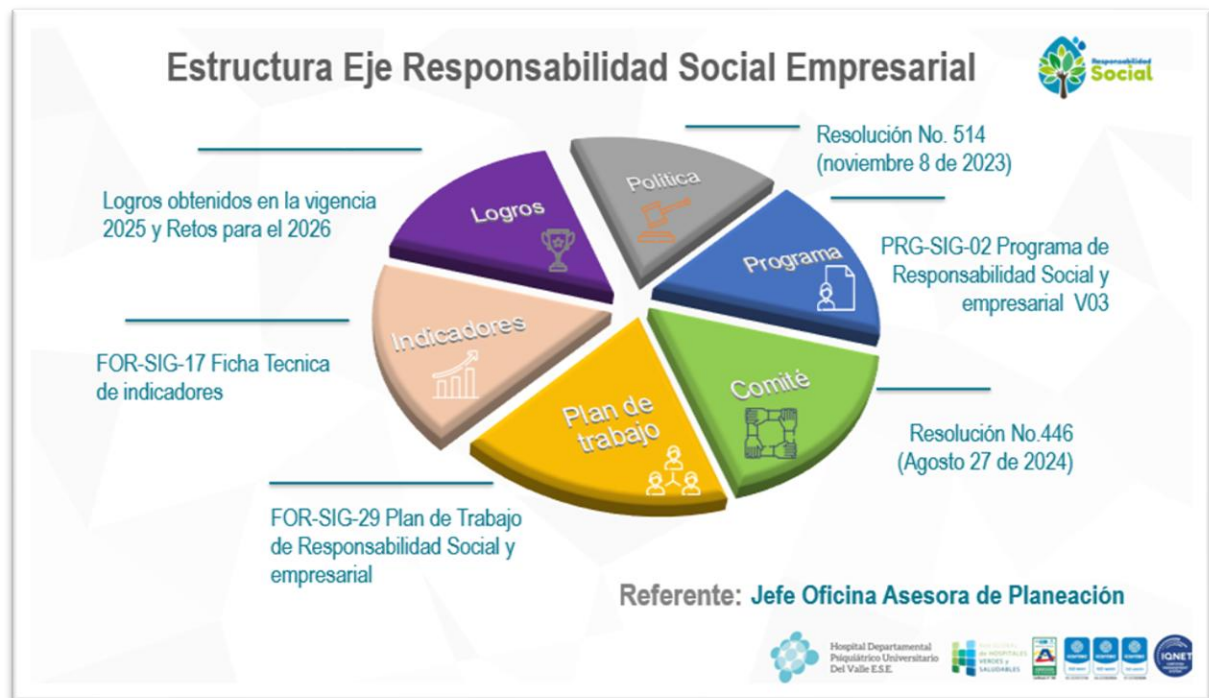 Estructura Eje Responsabilidad Social Empresarial
Responsabilidad
Social
Resolución No. 514
(noviembre 8 de 2023)
Política
Logros obtenidos en la vigencia
2025 y Retos para el 2026
Logros
Programa
PRG-SIG-02 Programa de
Responsabilidad Social y
empresarial V03
Indicadores
FOR-SIG-17 Ficha Tecnica
de indicadores
Comité
Plan de
trabajo
Resolución No.446
(Agosto 27 de 2024)
FOR-SIG-29 Plan de Trabajo
de Responsabilidad Social y
empresarial
Referente: Jefe Oficina Asesora de Planeación
Hospital Departamental
Psiquiátrico Universitario
Del Valle E.S.E.
de HOSPITALES
VERDES y
SALUDABLES
IQNET